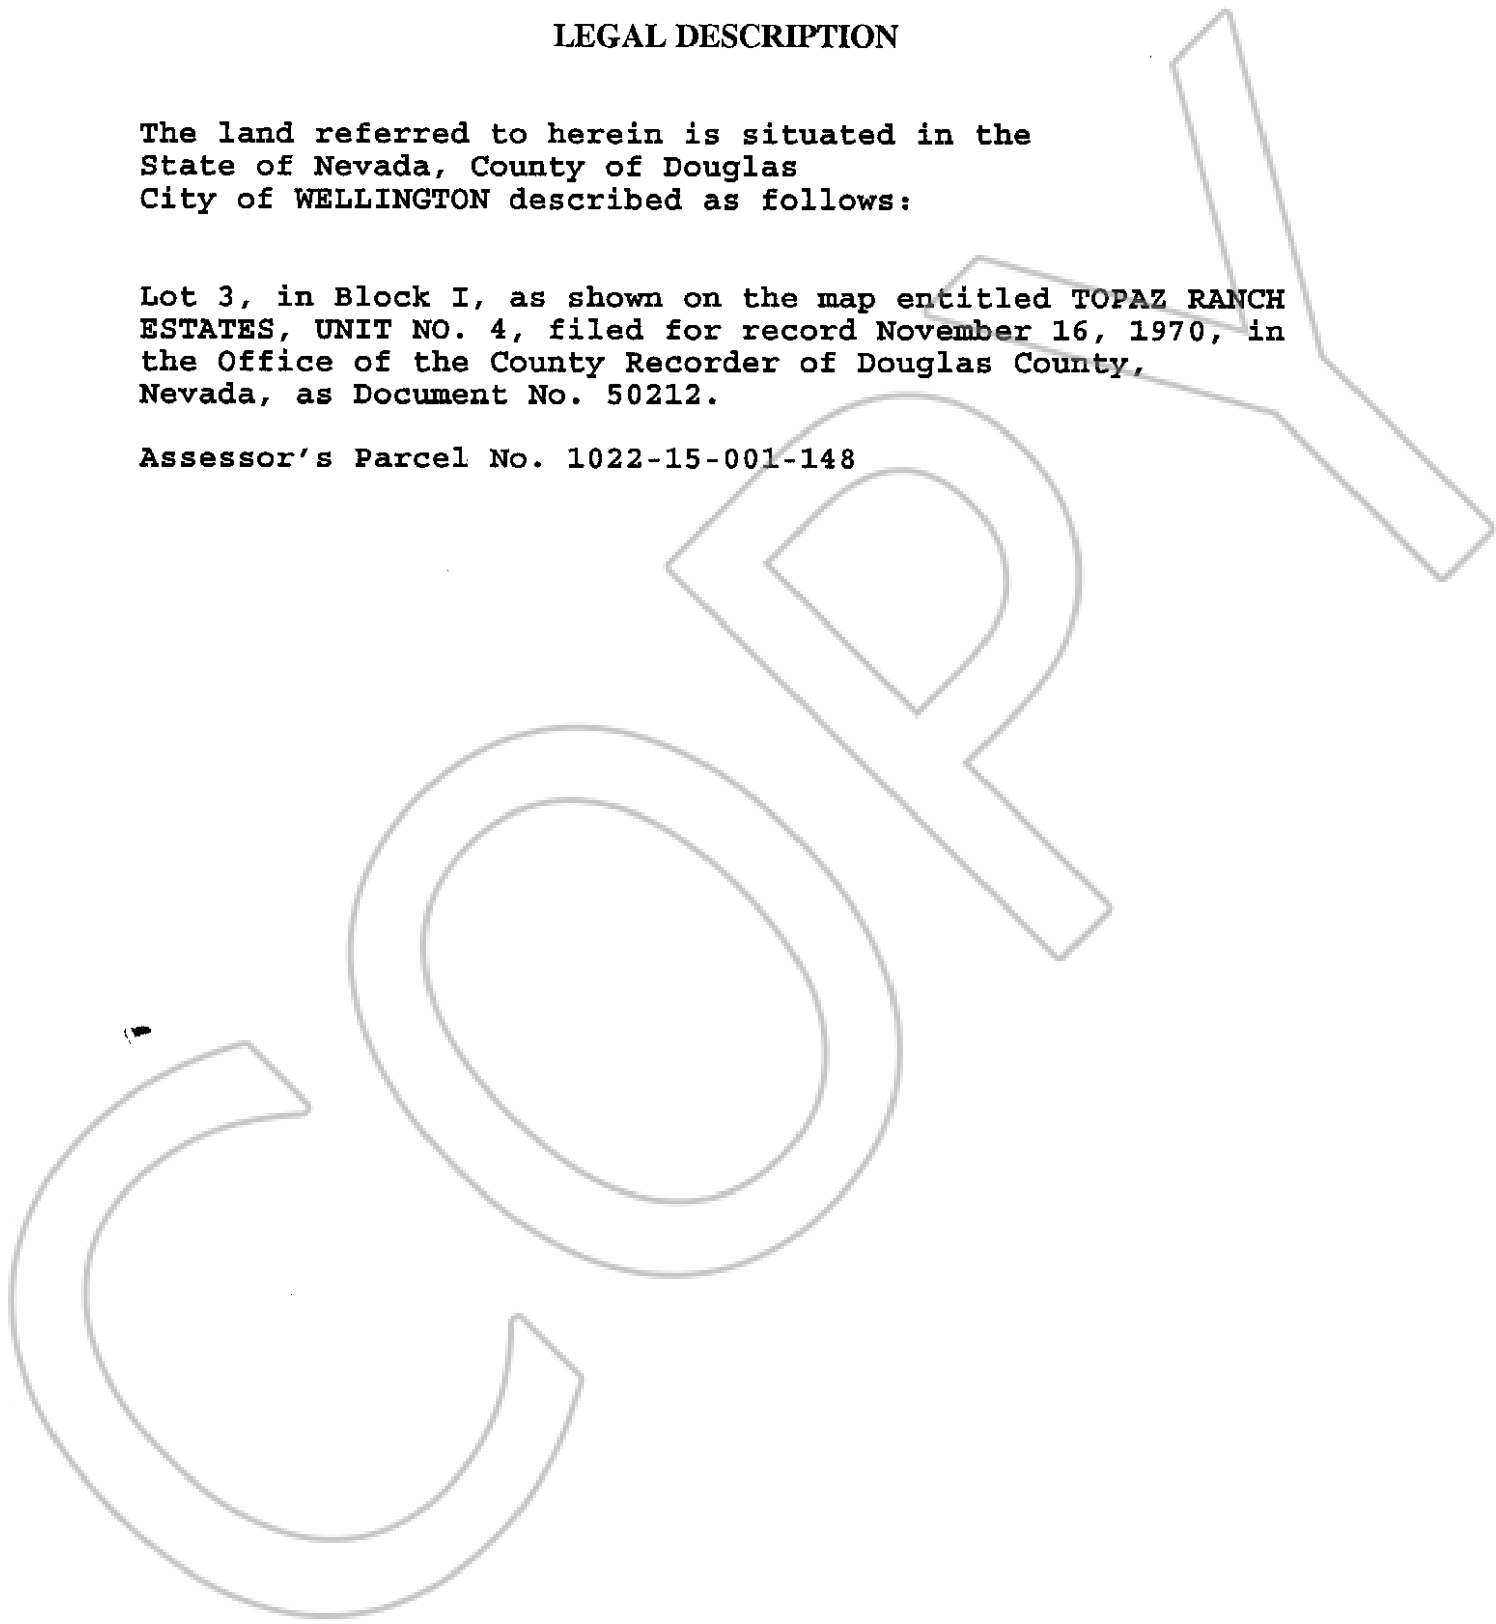 LEGAL DESCRIPTION
The land referred to herein is situated in the
State of Nevada, County of Douglas
City of WELLINGTON described as follows:
Lot 3, in Block I, as shown on the map entitled TOPAZ RANCH
ESTATES, UNIT NO. 4, filed for record November 16, 1970, in
the Office of the County Recorder of Douglas County,
Nevada, as Document No. 50212.
Assessor's Parcel No. 1022-15-001-148
COPY